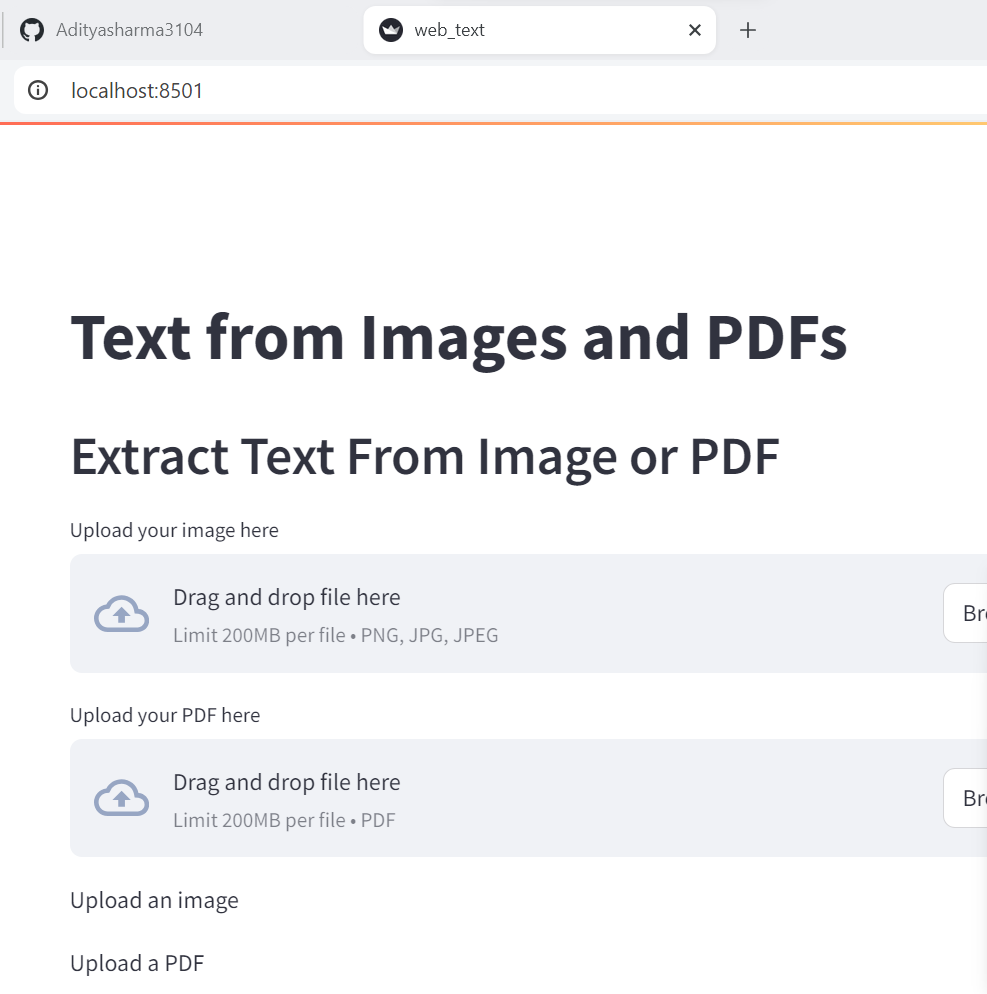 Adityasharma3104
web_text
localhost:8501
Text from Images and PDFs
Extract Text From Image or PDF
Upload your image here
Drag and drop file here
Limit 200MB per file • PNG, JPG, JPEG
Upload your PDF here
Drag and drop file here
Limit 200MB per file • PDF
Upload an image
Upload a PDF